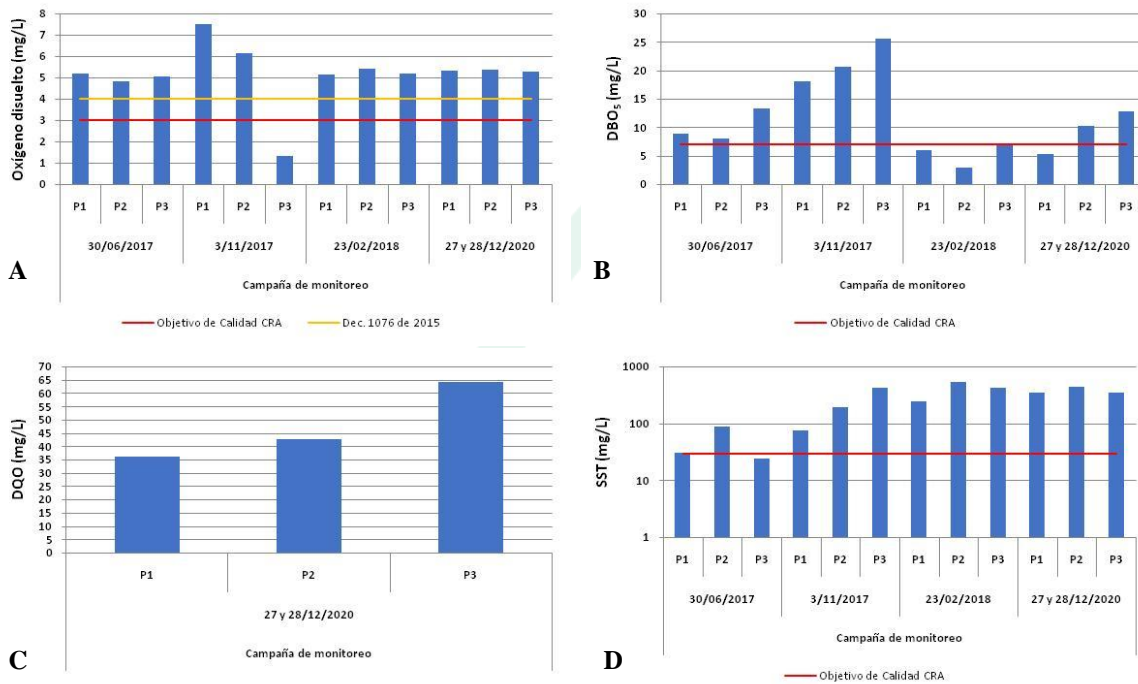 Oxígeno disuelto (mg/L)
8
7
6
5
4
3
2
1
0
P1 P2 P3 P1 P2 P3 P1 P2 P3 P1 P2 P3
30/06/2017 3/11/2017 23/02/2018 27 y 28/12/2020
A
Campaña de monitoreo
Objetivo de Calidad CRA Dec. 1076 de 2015
DBO₅ (mg/L)
30
25
20
15
10
5
0
P1 P2 P3 P1 P2 P3 P1 P2 P3 P1 P2 P3
30/06/2017 3/11/2017 23/02/2018 27 y 28/12/2020
B
Campaña de monitoreo
Objetivo de Calidad CRA
DQO (mg/L)
70
65
60
55
50
45
40
35
30
25
20
15
10
5
0
P1 P2 P3
27 y 28/12/2020
Campaña de monitoreo
C
SST (mg/L)
1000
100
10
1
P1 P2 P3 P1 P2 P3 P1 P2 P3 P1 P2 P3
30/06/2017 3/11/2017 23/02/2018 27 y 28/12/2020
Campaña de monitoreo
D
Objetivo de Calidad CRA